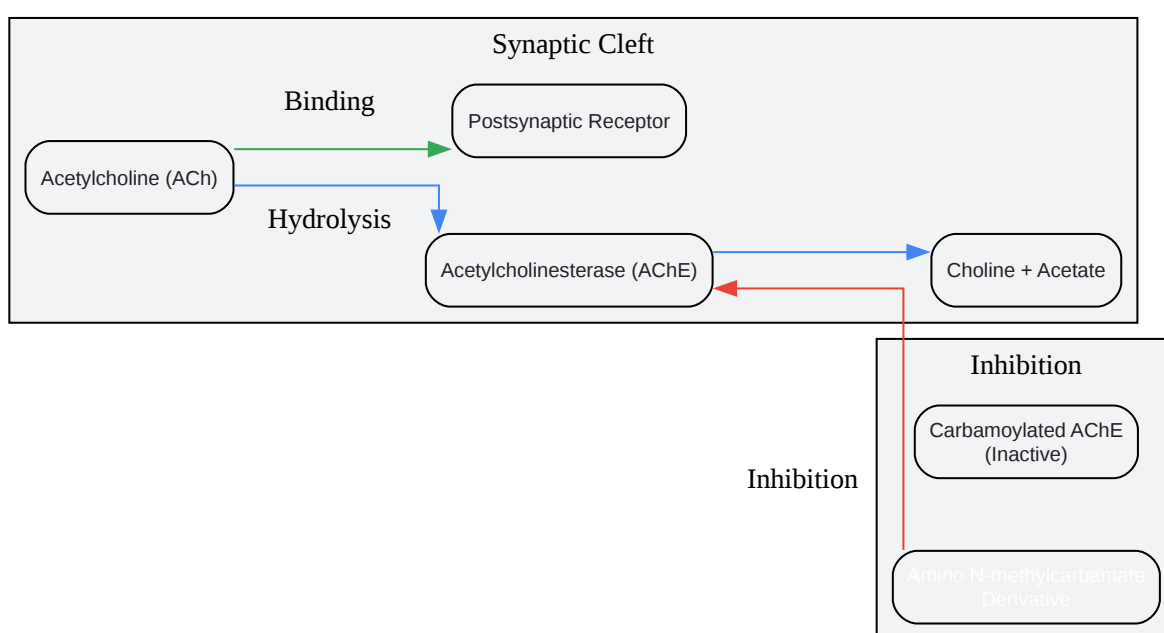 Synaptic Cleft
Binding
Postsynaptic Receptor
Acetylcholine (ACh)
Hydrolysis
Acetylcholinesterase (AChE)
Choline + Acetate
Inhibition
Carbamoylated AChE
(Inactive)
Inhibition
Amino N-methylcarbamate
Derivative